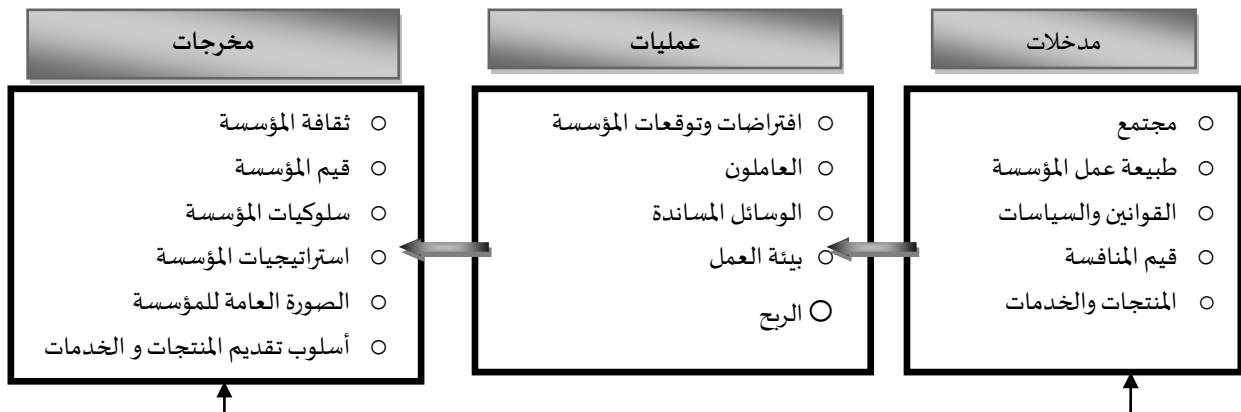 مدخلات
مجتمع
طبيعة عمل المؤسسة
القوانين والسياسات
قيم المنافسة
المنتجات والخدمات
عمليات
افتراضات وتوقعات المؤسسة
العاملون
الوسائل المساندة
بيئة العمل
الربح
مخرجات
ثقافة المؤسسة
قيم المؤسسة
سلوكيات المؤسسة
استراتيجيات المؤسسة
الصورة العامة للمؤسسة
أسلوب تقديم المنتجات و الخدمات